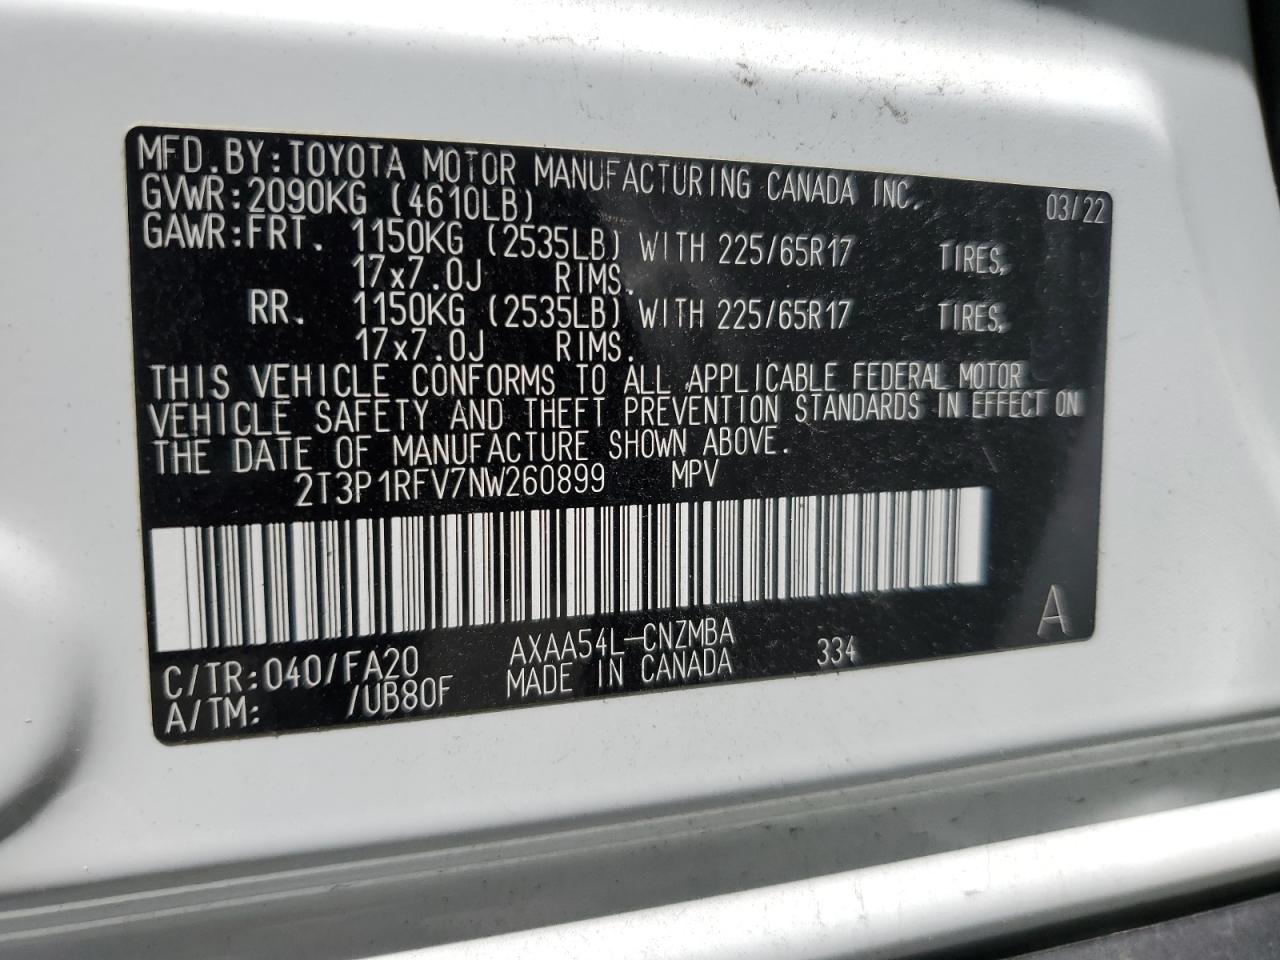 MFD.BY:TOYOTA MOTOR MANUFACTURING CANADA INC. 03/22
GVWR:2090KG (4610LB)
GAWR:FRT. 1150KG (2535LB) WITH 225/65R17 TIRES,
17x7.0J RIMS.
RR. 1150KG (2535LB) WITH 225/65R17 TIRES,
17x7.0J RIMS.
THIS VEHICLE CONFORMS TO ALL APPLICABLE FEDERAL MOTOR
VEHICLE SAFETY AND THEFT PREVENTION STANDARDS IN EFFECT ON
THE DATE OF MANUFACTURE SHOWN ABOVE.
2T3P1RFV7NW260899 MPV
A
C/TR:040/FA20 AXAA54L-CNZMBA 334
A/TM: /UB80F MADE IN CANADA